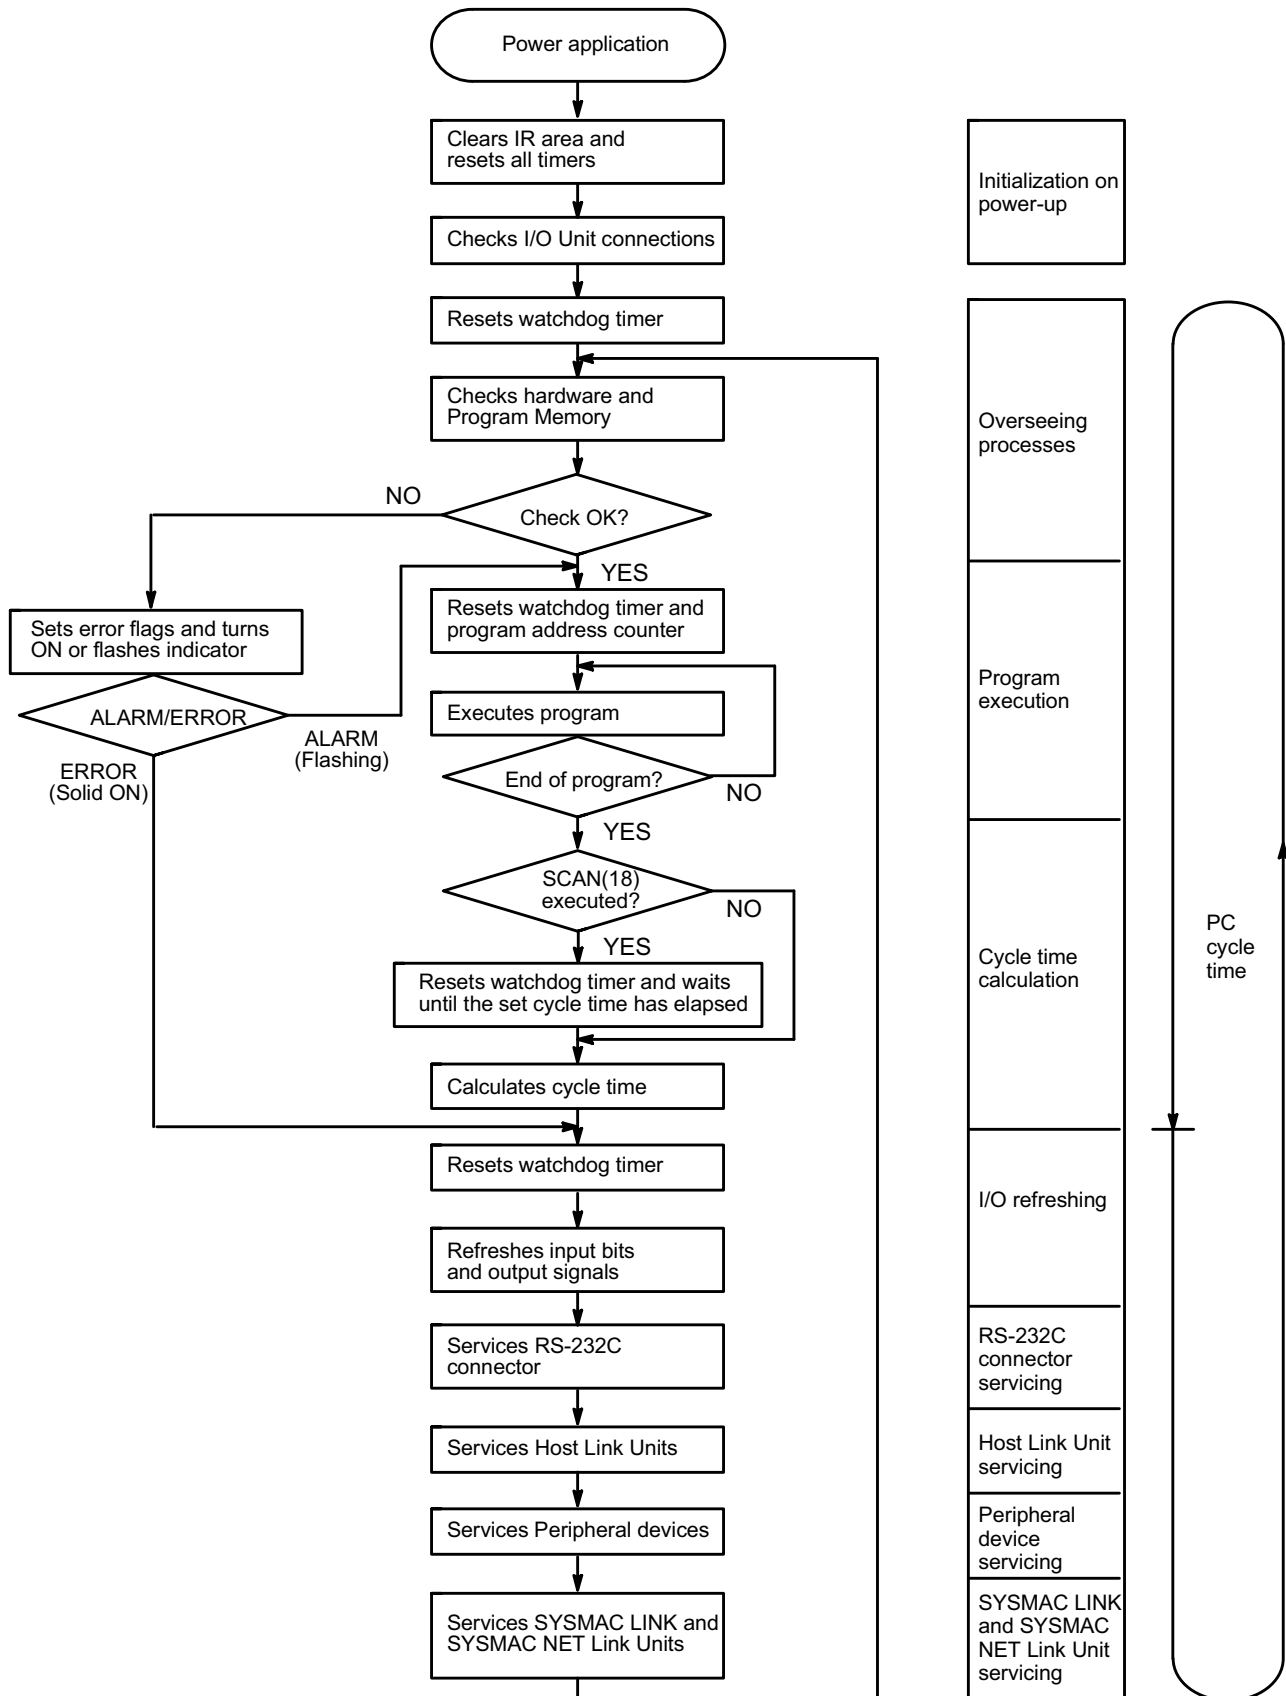 Power application
Clears IR area and
resets all timers
Checks I/O Unit connections
Resets watchdog timer
Checks hardware and
Program Memory
NO
Check OK?
YES
Sets error flags and turns
ON or flashes indicator
ALARM/ERROR
ALARM
(Flashing)
ERROR
(Solid ON)
Resets watchdog timer and
program address counter
Executes program
End of program?
NO
YES
SCAN(18)
executed?
NO
YES
Resets watchdog timer and waits
until the set cycle time has elapsed
Calculates cycle time
Resets watchdog timer
Refreshes input bits
and output signals
Services RS-232C
connector
Services Host Link Units
Services Peripheral devices
Services SYSMAC LINK and
SYSMAC NET Link Units
Initialization on
power-up
Overseeing
processes
Program
execution
Cycle time
calculation
I/O refreshing
RS-232C
connector
servicing
Host Link Unit
servicing
Peripheral
device
servicing
SYSMAC LINK
and SYSMAC
NET Link Unit
servicing
PC
cycle
time